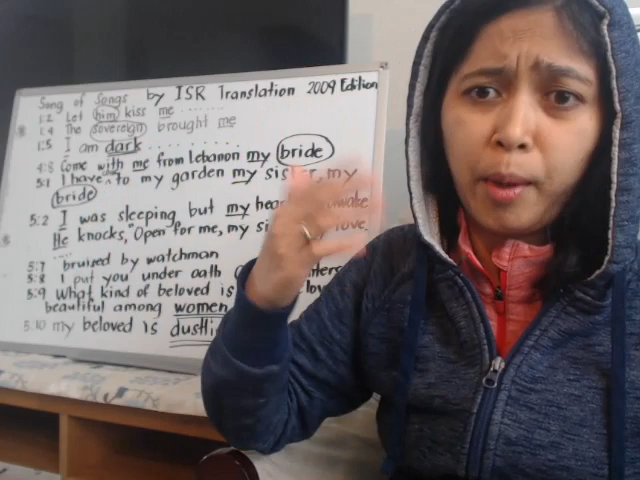 Song of Songs by ISR Translation 2009 Edition
1:2 Let him kiss me ........
1:4 The sovereign brought me
1:5 I am dark ..........
4:8 Come with me from lebanon my bride
5:1 I have to my garden my sister, my
bride
5:2 I was sleeping, but my awake
He knocks, "Open for me, my love.
5:7 bruised by watchman
5:8 I put you under oath
5:9 What kind of beloved is
beautiful among women
5:10 my beloved is